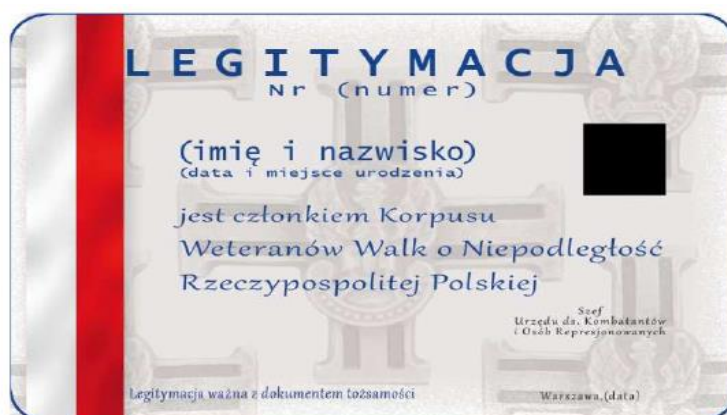 LEGITYMACJA
Nr (numer)
(imię i nazwisko)
(data i miejsce urodzenia)
jest członkiem Korpusu
Weteranów Walk o Niepodległość
Rzeczypospolitej Polskiej
Szef
Urzędu ds. Kombatantów
i Osób Represjonowanych
Legitymacja ważna z dokumentem tożsamości
Warszawa,(data)